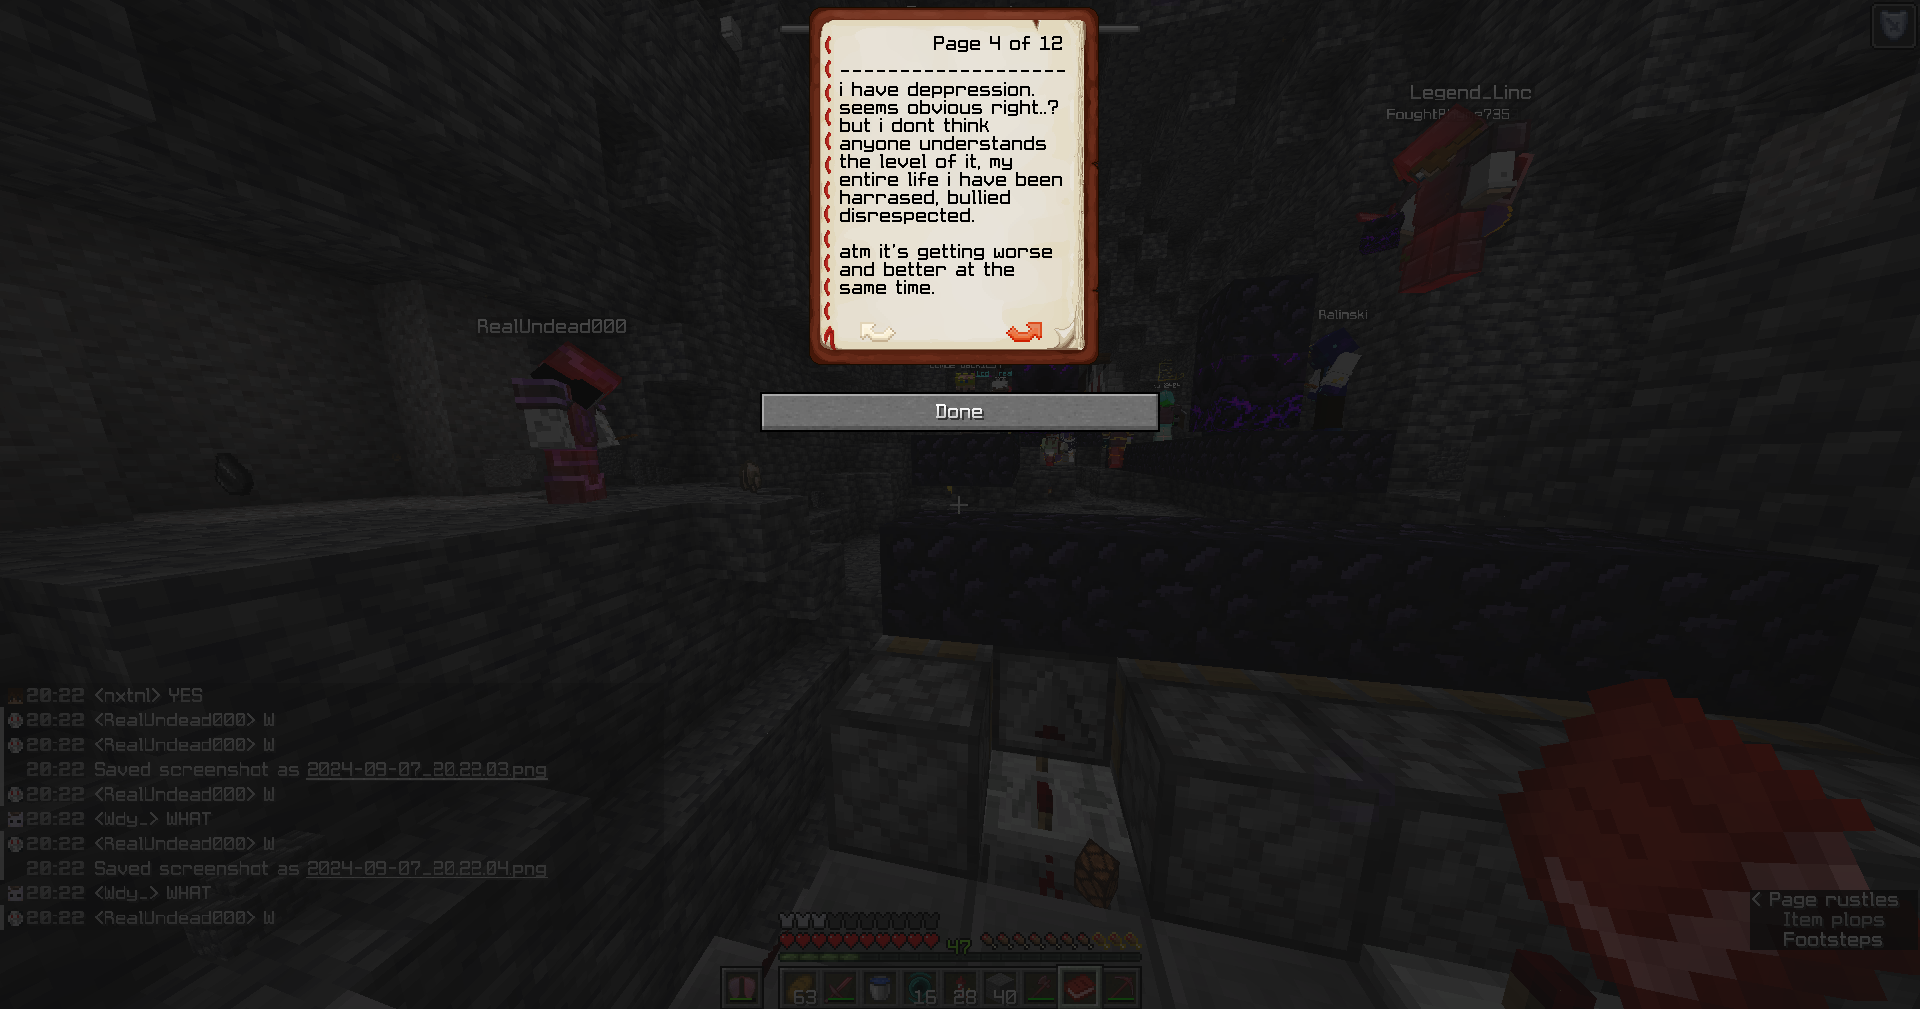 Page 4 of 12
-------------------
i have deppression.
seems obvious right..?
but i dont think
anyone understands
the level of it, my
entire life i have been
harrased, bullied
disrespected.
atm it's getting worse
and better at the
same time.
Done
Legend_Linc
RealUndead000
Balinski
20:22 <nxtnl> YES
20:22 <RealUndead000> W
20:22 <RealUndead000> W
20:22 Saved screenshot as 2024-09-07_20.22.03.png
20:22 <RealUndead000> W
20:22 <Wdy_> WHAT
20:22 <RealUndead000> W
20:22 Saved screenshot as 2024-09-07_20.22.04.png
20:22 <Wdy_> WHAT
20:22 <RealUndead000> W
< Page rustles
Item plops
Footsteps
47
63 16 28 40